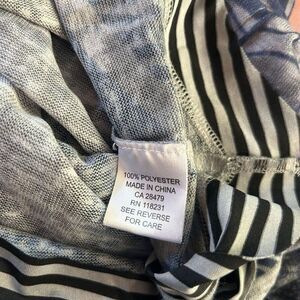 100% POLYESTER
MADE IN CHINA
CA 28479
RN 118231
SEE REVERSE
FOR CARE